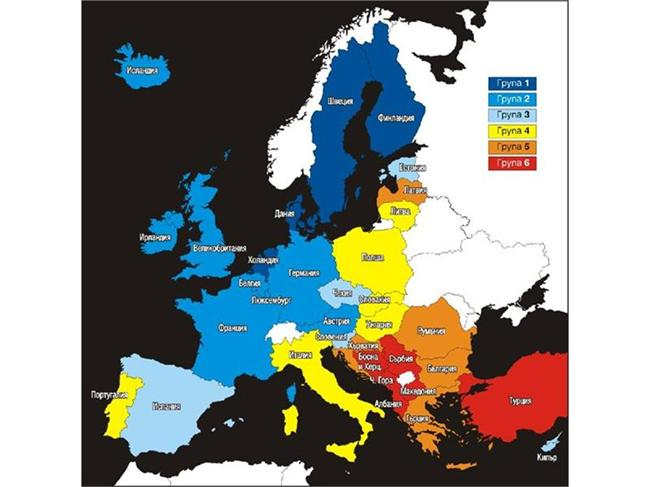 Исландия
Швеция
Финландия
Група 1
Група 2
Група 3
Група 4
Група 5
Група 6
Естония
Латвия
Литва
Дания
Ирландия
Великобритания
Холандия
Полша
Белгия
Германия
Люксембург
Чехия
Словакия
Франция
Австрия
Унгария
Словения
Италия
Хърватия
Румъния
Босна
и Херц.
Сърбия
България
Ч. Гора
Македония
Португалия
Испания
Албания
Турция
Гърция
Кипър